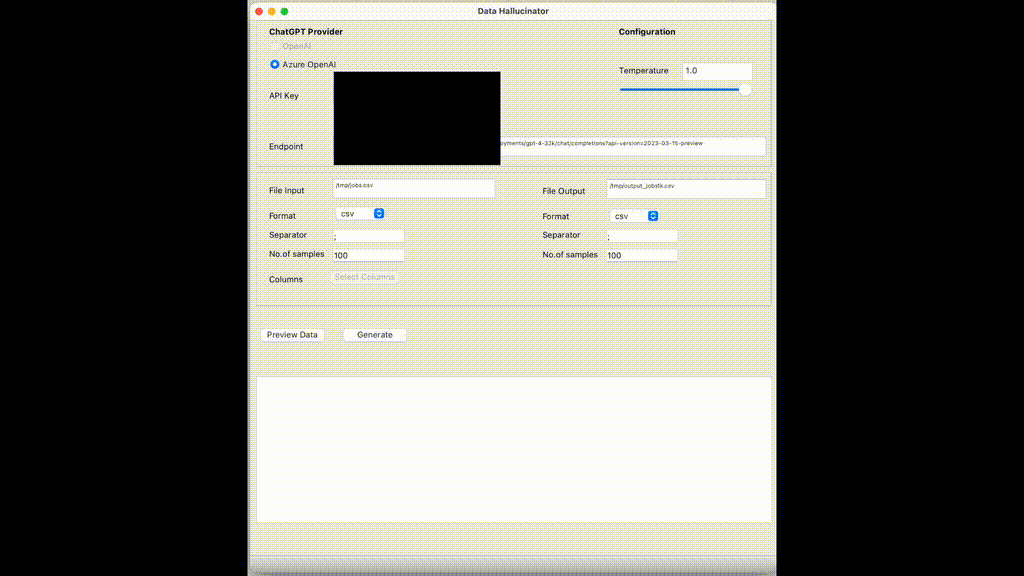 Data Hallucinator
ChatGPT Provider
Configuration
OpenAI
Azure OpenAI
Temperature
1.0
API Key
Endpoint
oyments/gpt-4-32k/chat/completions?api-version=2023-03-15-preview
File Input
/tmp/jobs.csv
File Output
/tmp/output_jobstk.csv
Format
csv
Format
csv
Separator
;
Separator
;
No.of samples
100
No.of samples
100
Columns
Select Columns
Preview Data
Generate